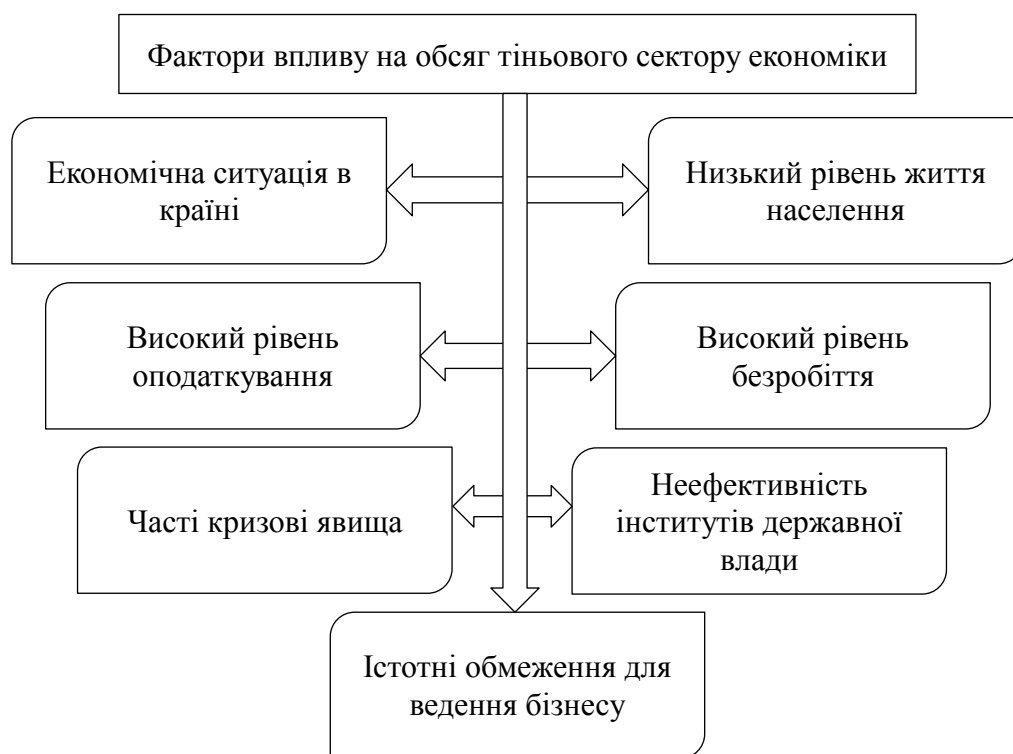 Фактори впливу на обсяг тіньового сектору економіки
Економічна ситуація в
країні
Низький рівень життя
населення
Високий рівень
оподаткування
Високий рівень
безробіття
Часті кризові явища
Неефективність
інститутів державної
влади
Істотні обмеження для
ведення бізнесу